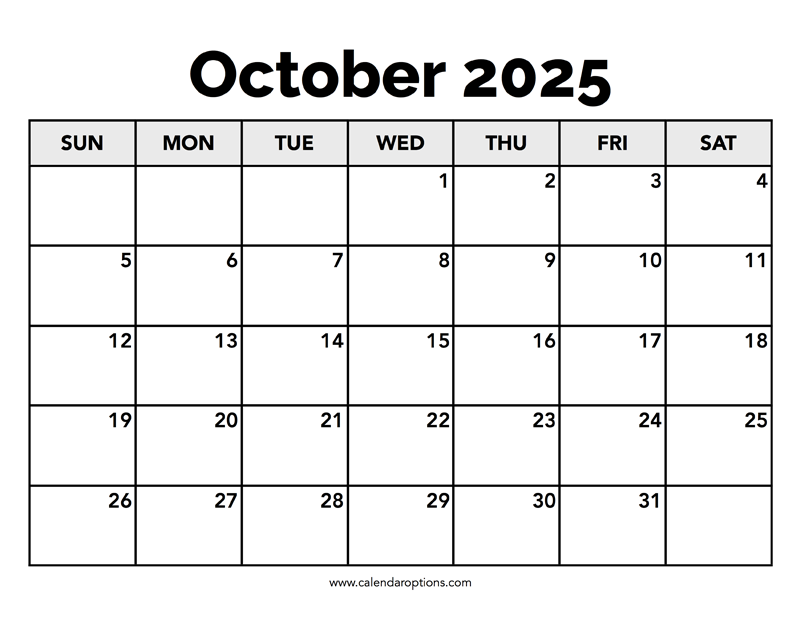 October 2025
SUN MON TUE WED THU FRI SAT
1 2 3 4
5 6 7 8 9 10 11
12 13 14 15 16 17 18
19 20 21 22 23 24 25
26 27 28 29 30 31
www.calendaroptions.com